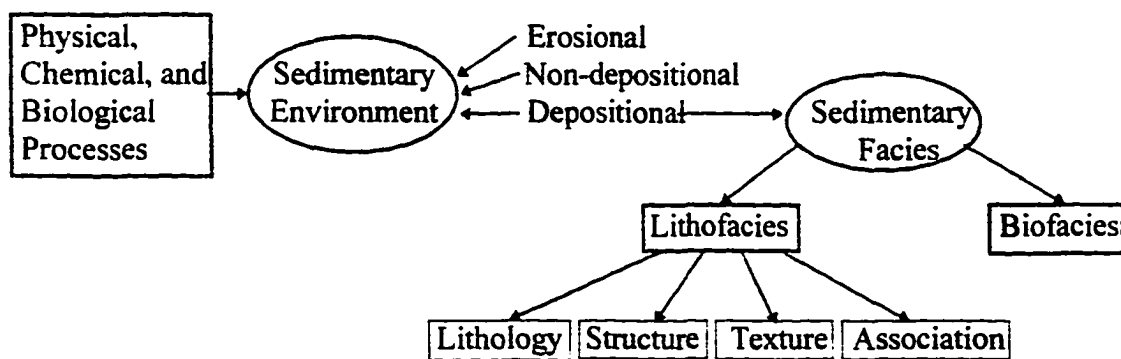 Physical,
Chemical, and
Biological
Processes
Sedimentary
Environment
Erosional
Non-depositional
Depositional
Sedimentary
Facies
Lithofacies
Biofacies
Lithology
Structure
Texture
Association